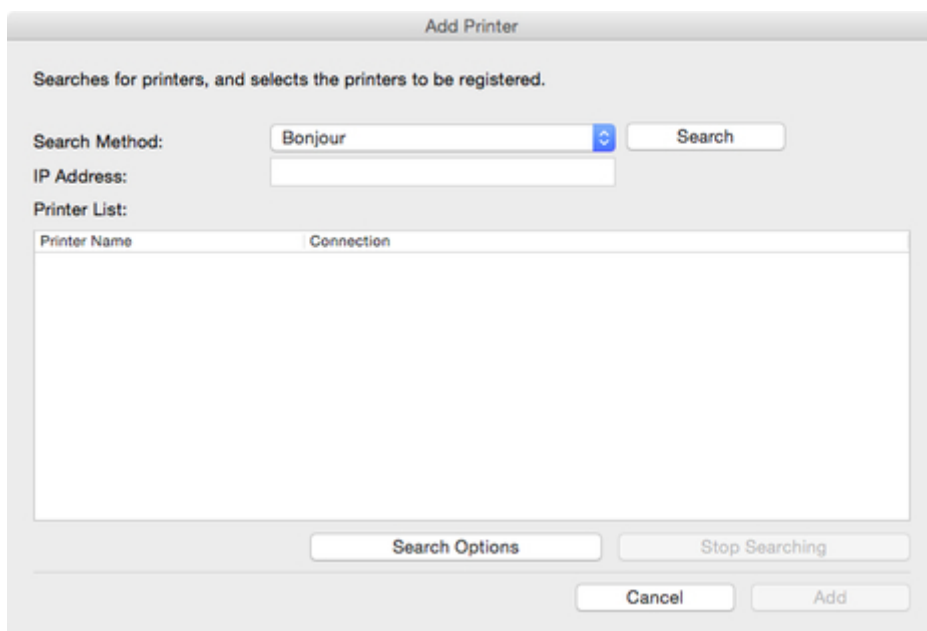 Add Printer
Searches for printers, and selects the printers to be registered.
Search Method: Bonjour Search
IP Address:
Printer List:
Printer Name Connection
Search Options Stop Searching
Cancel Add